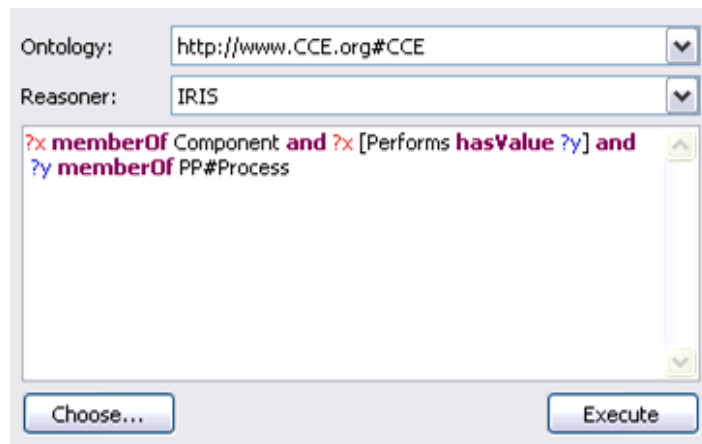 Ontology: http://www.CCE.org#CCE
Reasoner: IRIS
?x memberOf Component and ?x [Performs hasValue ?y] and
?y memberOf PP#Process
Choose... Execute